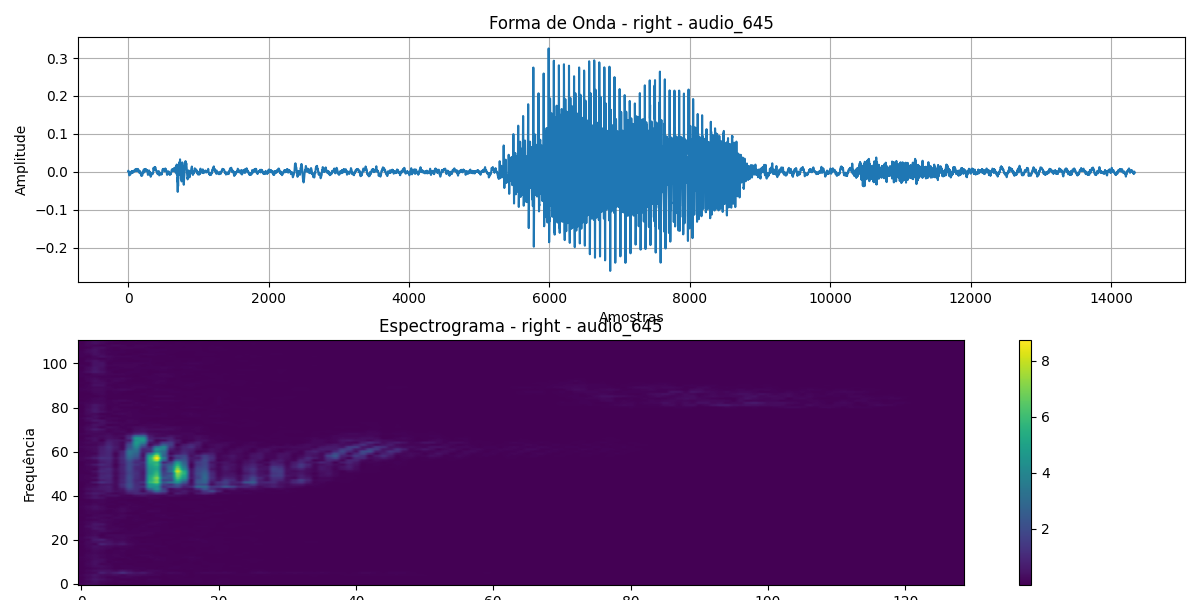 Forma de Onda - right - audio_645
Amplitude
0.3
0.2
0.1
0.0
−0.1
−0.2
0 2000 4000 6000 8000 10000 12000 14000
Amostras
Espectrograma - right - audio_645
Frequência
100
80
60
40
20
0
0 20 40 60 80 100 120
8
6
4
2